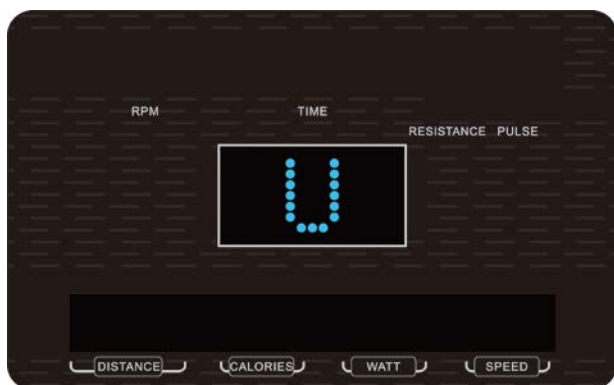 RPM TIME
RESISTANCE PULSE
U
DISTANCE CALORIES WATT SPEED